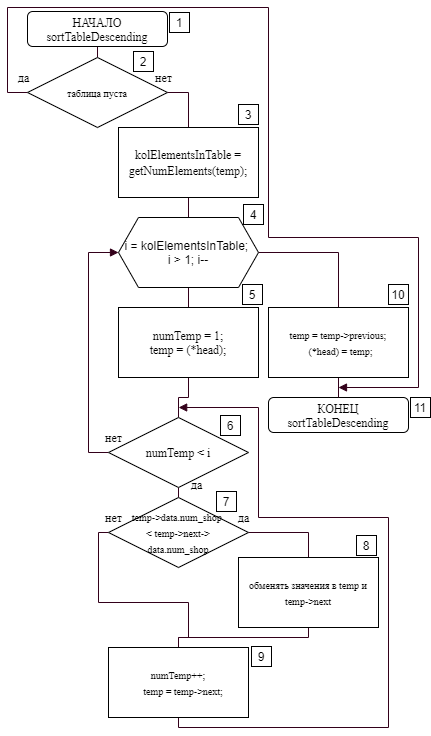 НАЧАЛО
sortTableDescending
1
2
да
нет
таблица пуста
3
kolElementsInTable =
getNumElements(temp);
4
i = kolElementsInTable;
i > 1; i--
5
numTemp = 1;
temp = (*head);
10
temp = temp->previous;
(*head) = temp;
КОНЕЦ
sortTableDescending
11
6
нет
numTemp < i
да
7
нет
temp->data.num_shop
< temp->next->
data.num_shop
да
8
обменять значения в temp и
temp->next
9
numTemp++;
temp = temp->next;